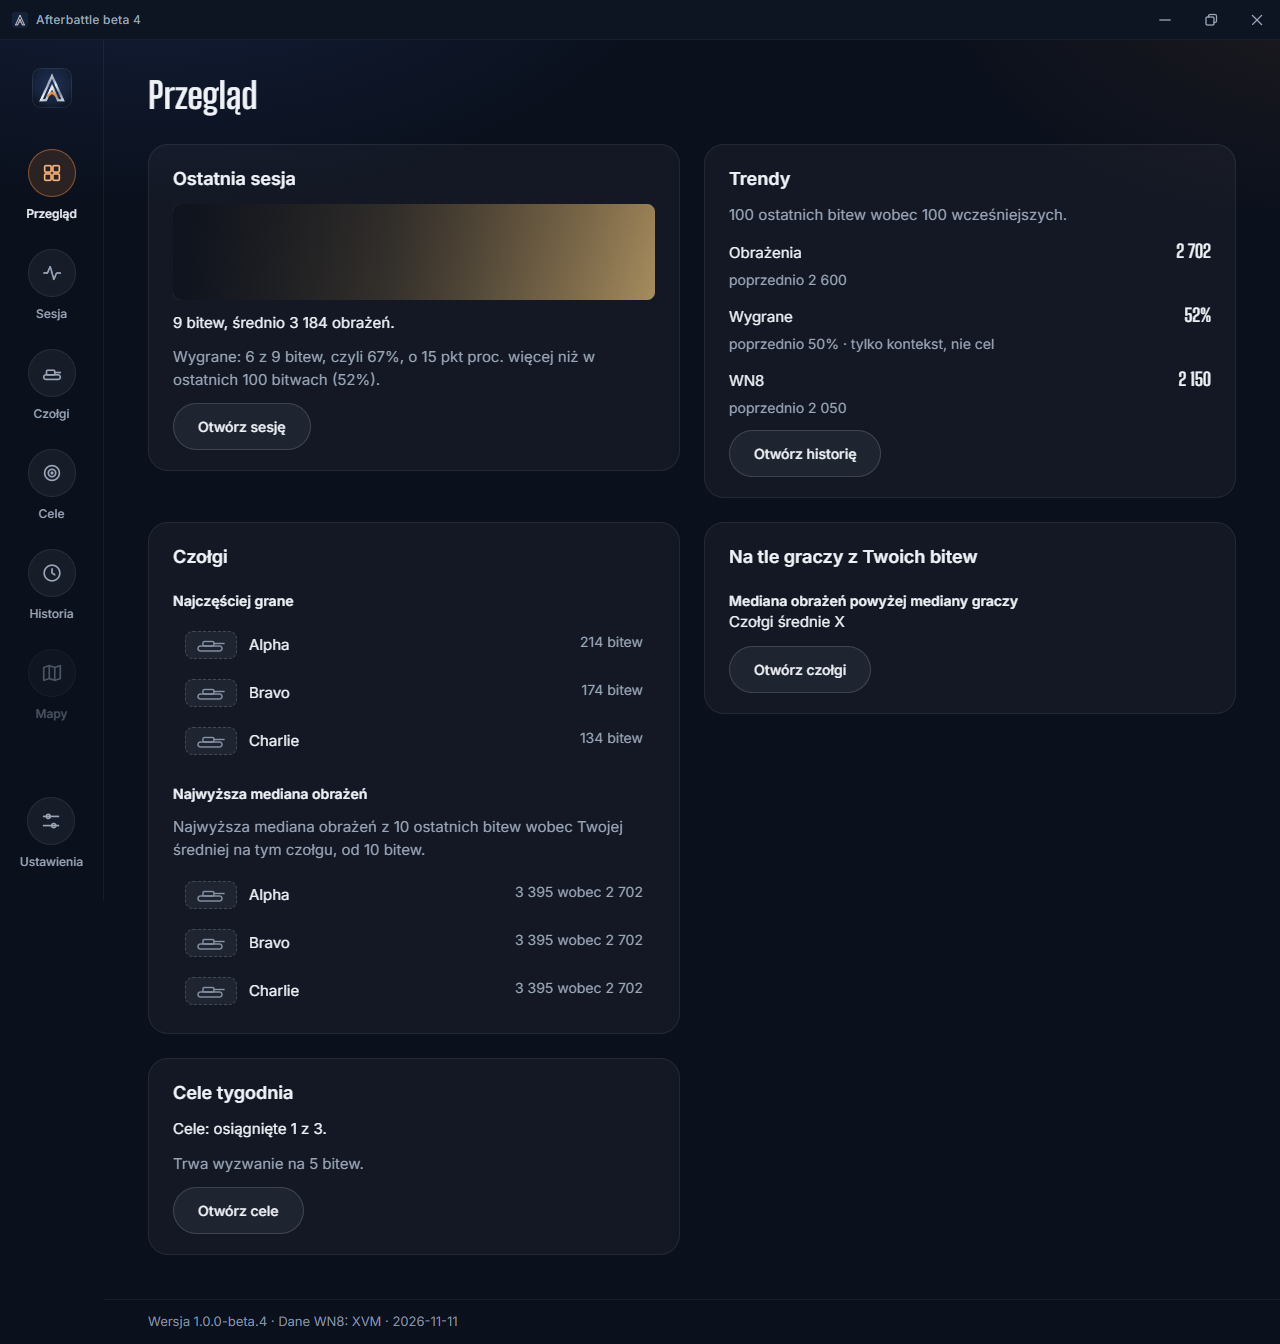 Afterbattle beta 4
Przegląd
Sesja
Czołgi
Cele
Historia
Mapy
Ustawienia
Przegląd
Ostatnia sesja
9 bitew, średnio 3 184 obrażeń.
Wygrane: 6 z 9 bitew, czyli 67%, o 15 pkt proc. więcej niż w
ostatnich 100 bitwach (52%).
Otwórz sesję
Trendy
100 ostatnich bitew wobec 100 wcześniejszych.
Obrażenia 2 702
poprzednio 2 600
Wygrane 52%
poprzednio 50% · tylko kontekst, nie cel
WN8 2 150
poprzednio 2 050
Otwórz historię
Czołgi
Najczęściej grane
Alpha 214 bitew
Bravo 174 bitew
Charlie 134 bitew
Najwyższa mediana obrażeń
Najwyższa mediana obrażeń z 10 ostatnich bitew wobec Twojej
średniej na tym czołgu, od 10 bitew.
Alpha 3 395 wobec 2 702
Bravo 3 395 wobec 2 702
Charlie 3 395 wobec 2 702
Na tle graczy z Twoich bitew
Mediana obrażeń powyżej mediany graczy
Czołgi średnie X
Otwórz czołgi
Cele tygodnia
Cele: osiągnięte 1 z 3.
Trwa wyzwanie na 5 bitew.
Otwórz cele
Wersja 1.0.0-beta.4 · Dane WN8: XVM · 2026-11-11